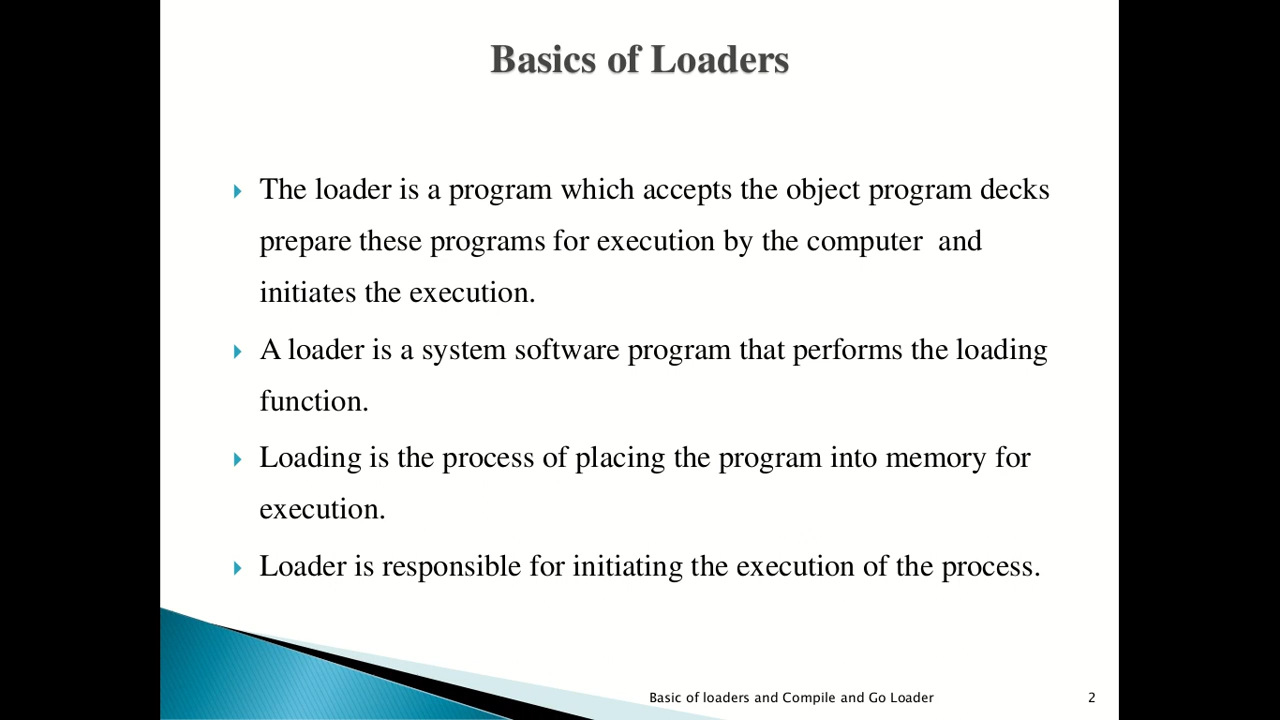 Basics of Loaders
The loader is a program which accepts the object program decks
prepare these programs for execution by the computer  and
initiates the execution.
A loader is a system software program that performs the loading
function.
Loading is the process of placing the program into memory for
execution.
Loader is responsible for initiating the execution of the process.
Basic of loaders and Compile and Go Loader
2